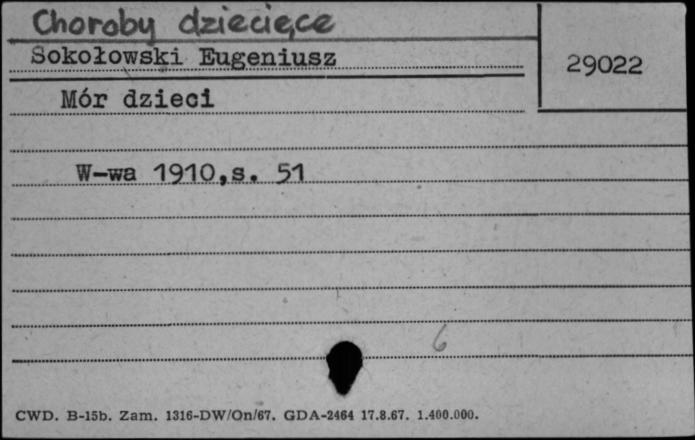 Choroby dziecięce
Sokołowski Eugeniusz
29022
Mór dzieci
W-wa 1910,s. 51
6
CWD. B-15b. Zam. 1316-DW/On/67. GDA-2464 17.8.67. 1.400.000.